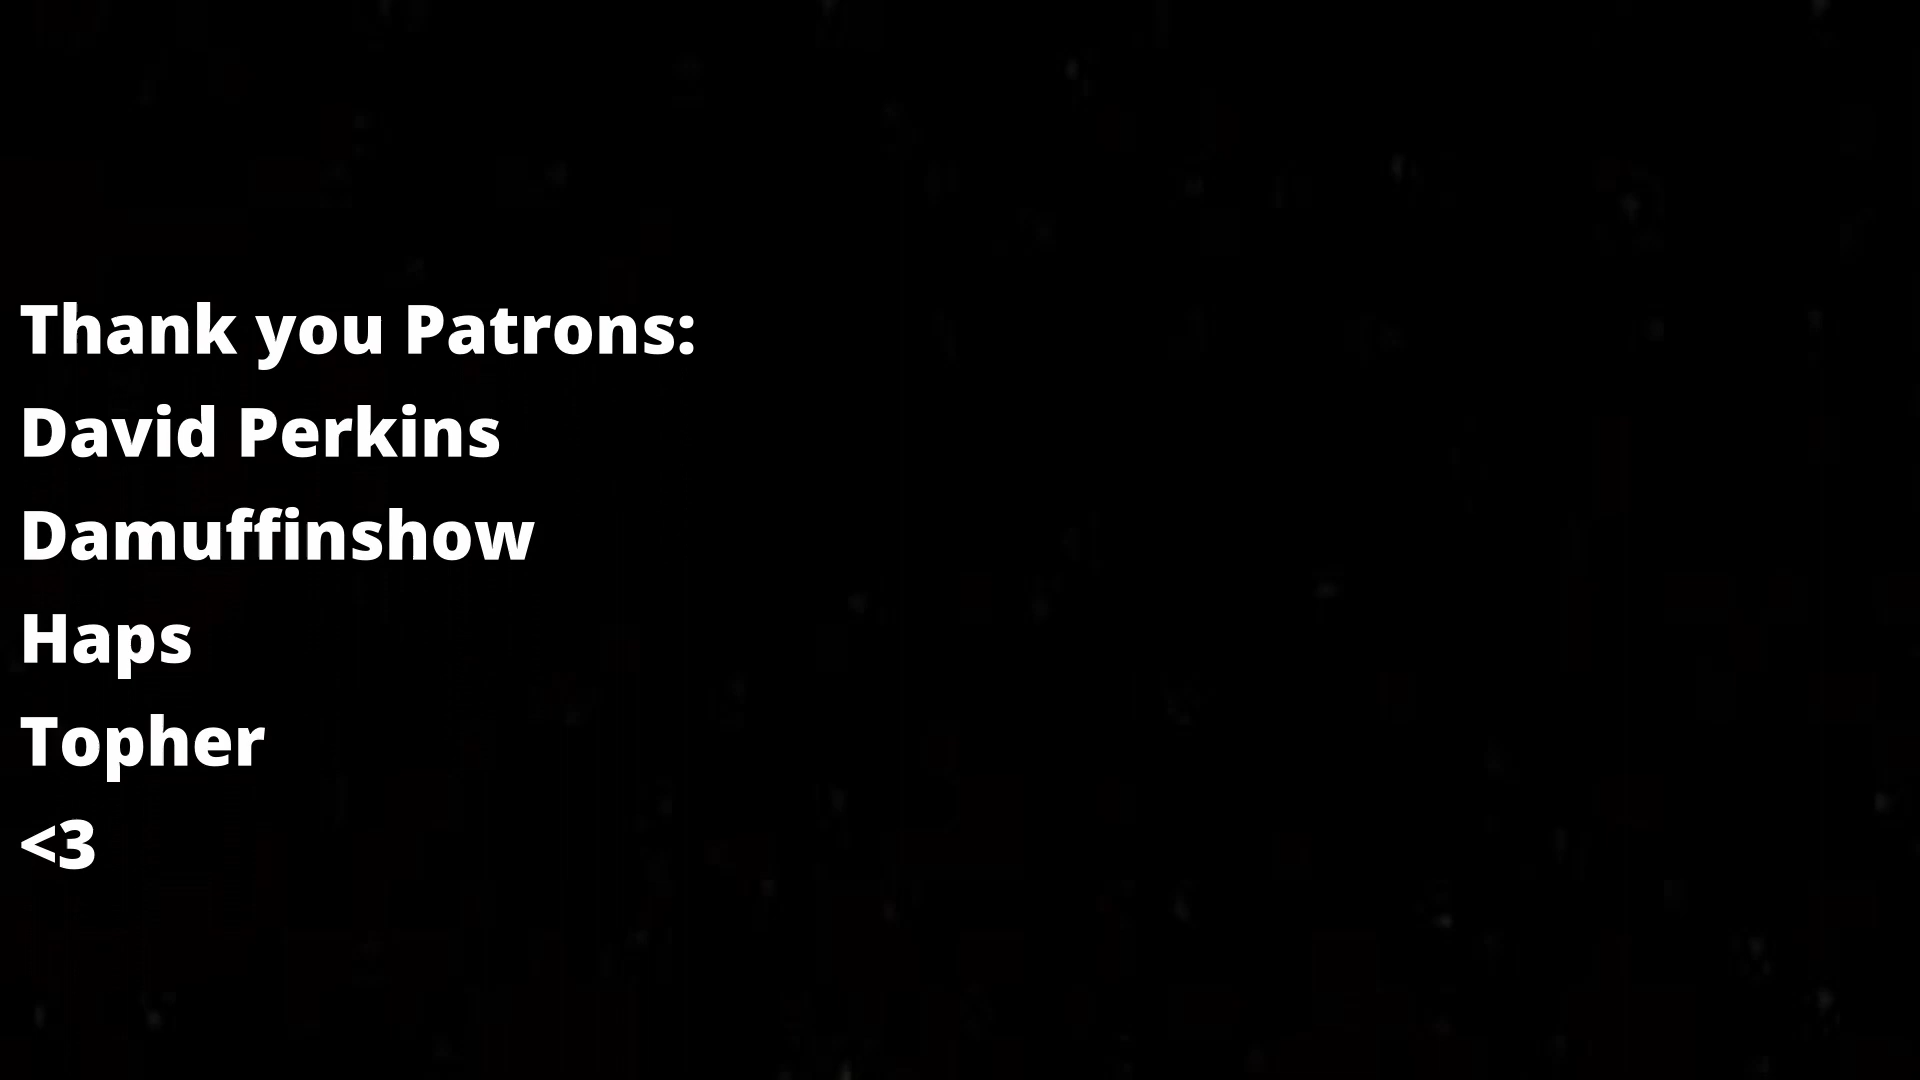 Thank you Patrons:
David Perkins
Damuffinshow
Haps
Topher
<3